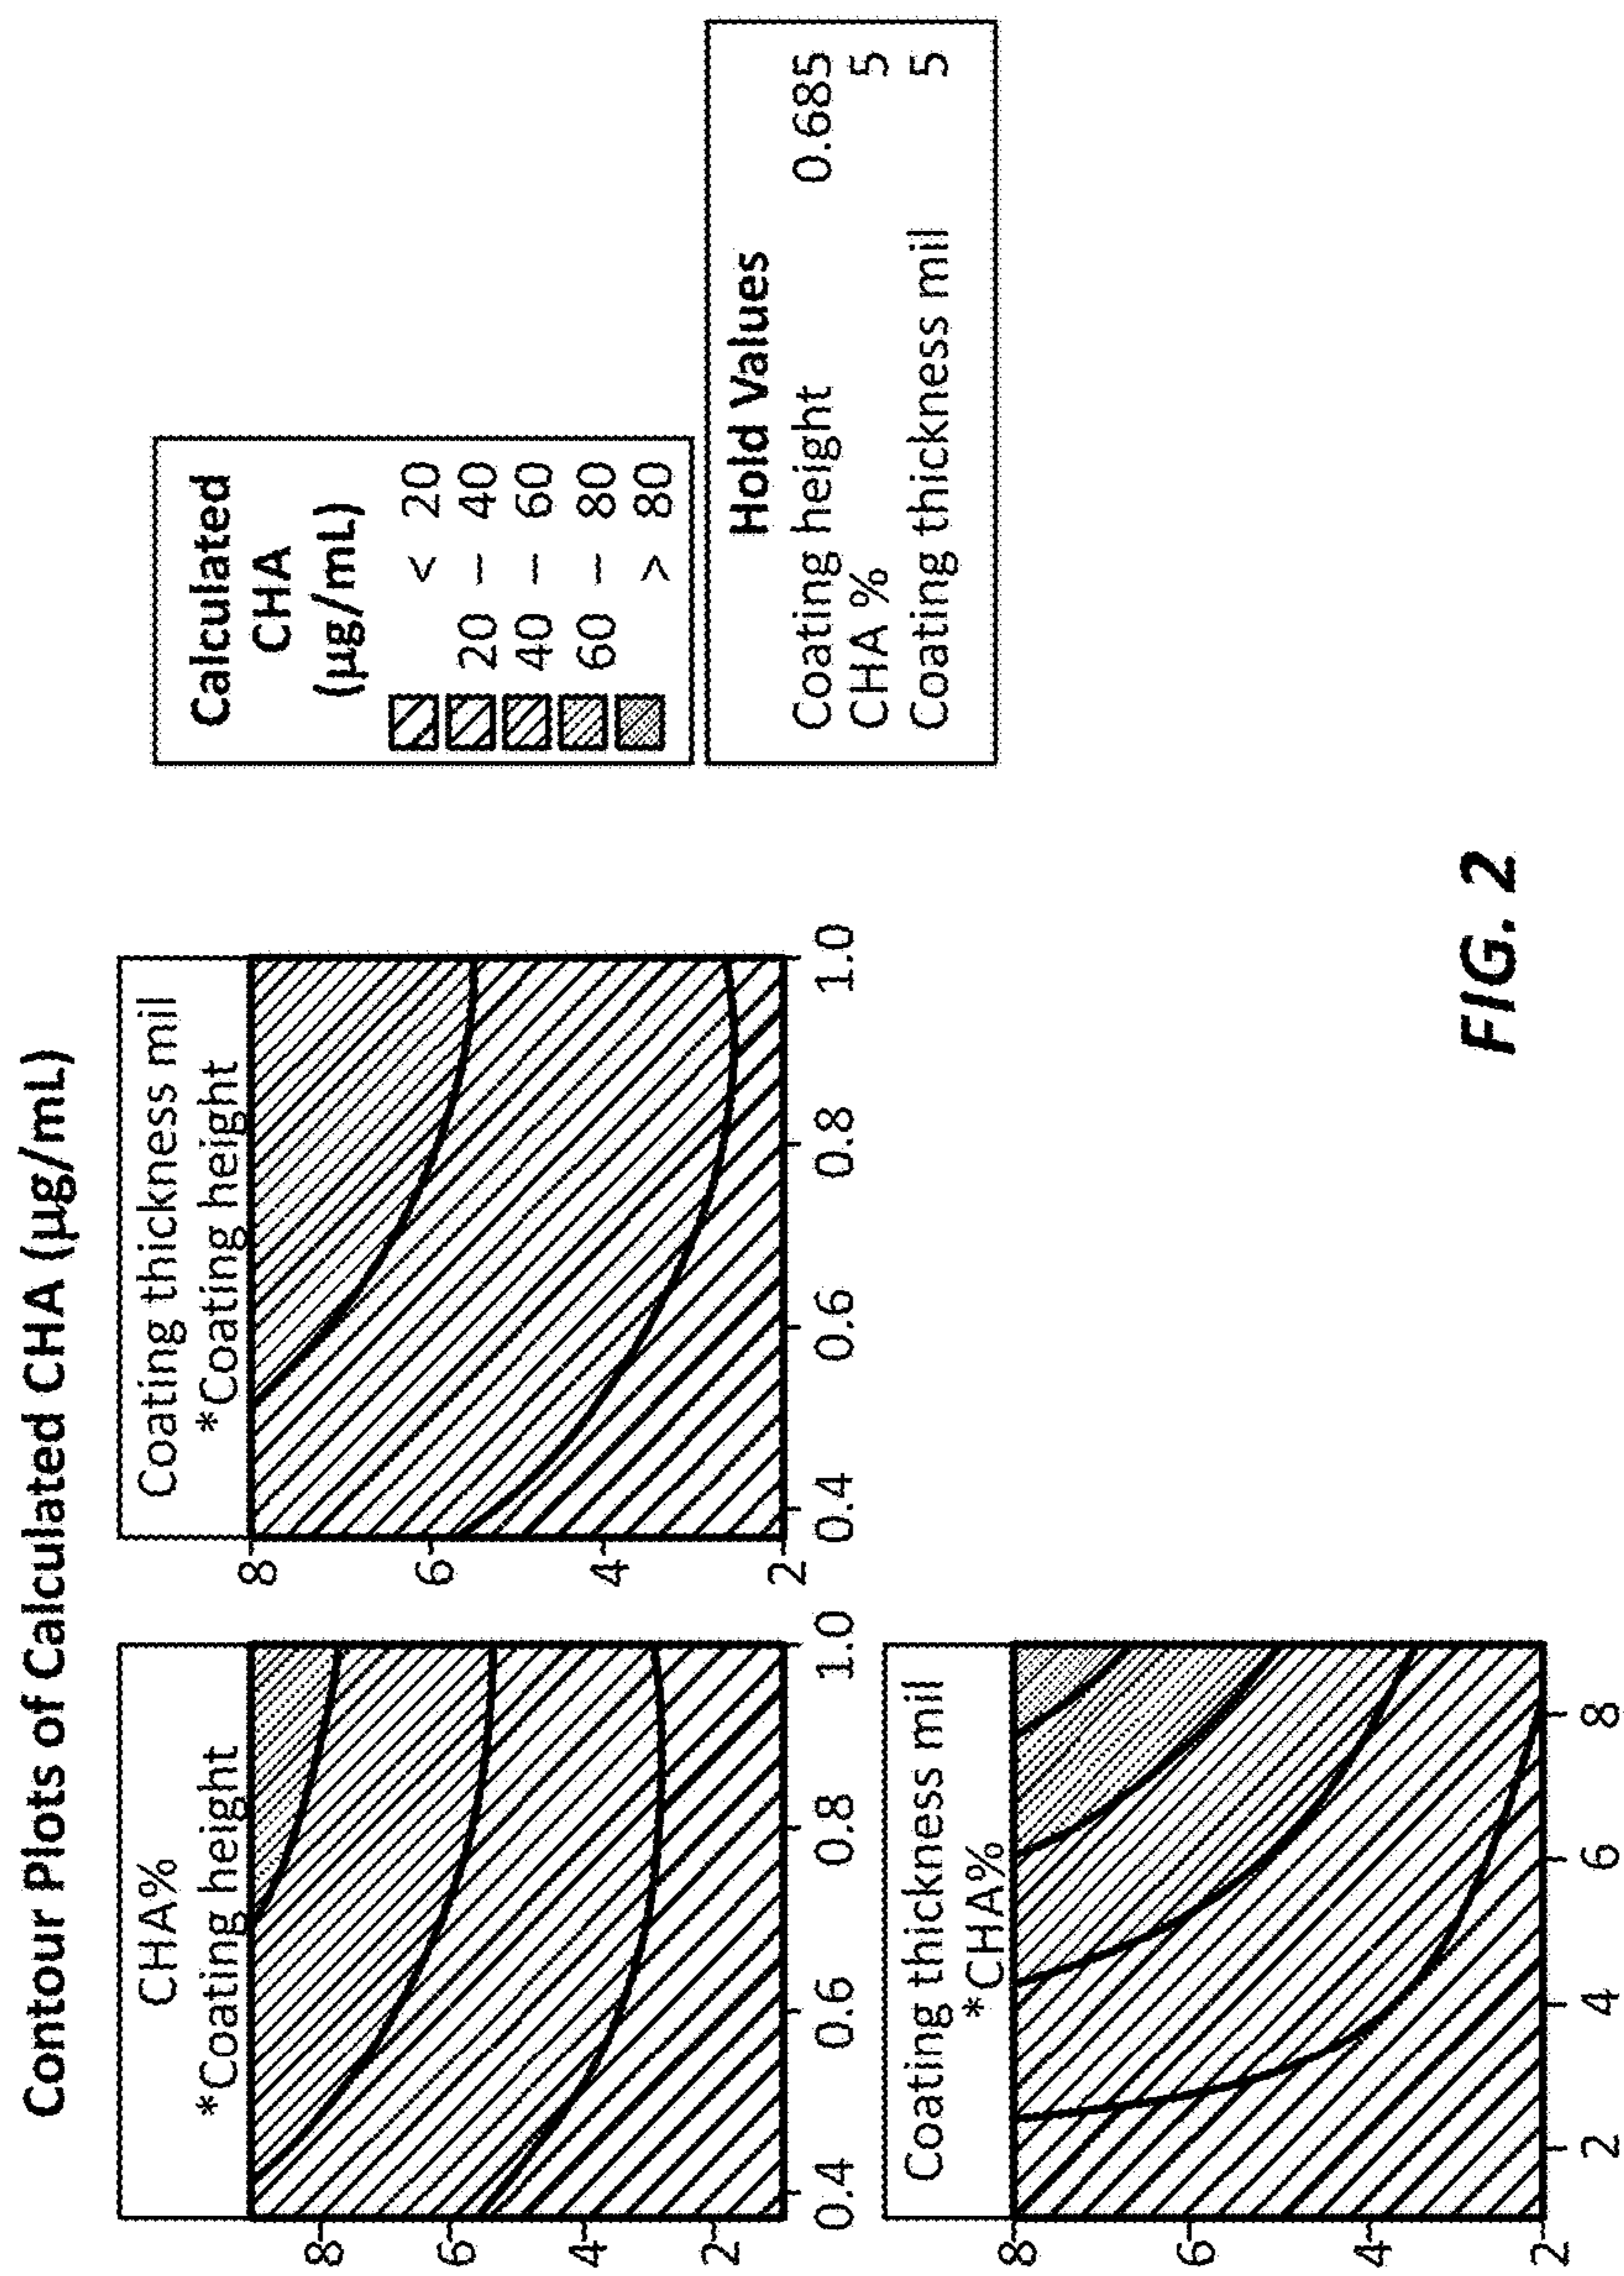 Contour Plots of Calculated CHA (µg/mL)
CHA%
*Coating height
8
6
4
2
0.4 0.6 0.8 1.0
Coating thickness mil
*Coating height
8
6
4
2
0.4 0.6 0.8 1.0
Coating thickness mil
*CHA%
8
6
4
2
2 4 6 8
Calculated
CHA
(µg/mL)
< 20
20 – 40
40 – 60
60 – 80
> 80
Hold Values
Coating height 0.685
CHA % 5
Coating thickness mil 5
FIG. 2